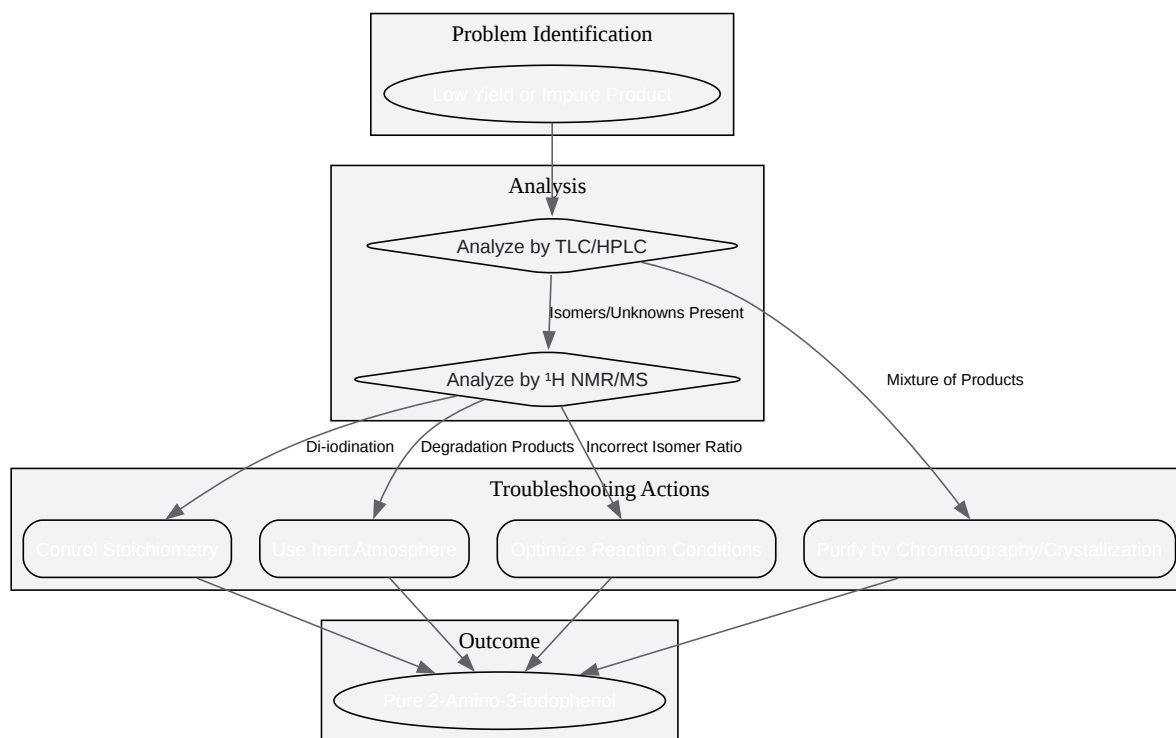 Problem Identification
Low Yield or Impure Product
Analysis
Analyze by TLC/HPLC
Isomers/Unknowns Present
Mixture of Products
Analyze by ¹H NMR/MS
Di-iodination
Degradation Products
Incorrect Isomer Ratio
Troubleshooting Actions
Control Stoichiometry
Use Inert Atmosphere
Optimize Reaction Conditions
Purify by Chromatography/Crystallization
Outcome
Pure 2-Amino-3-iodophenol